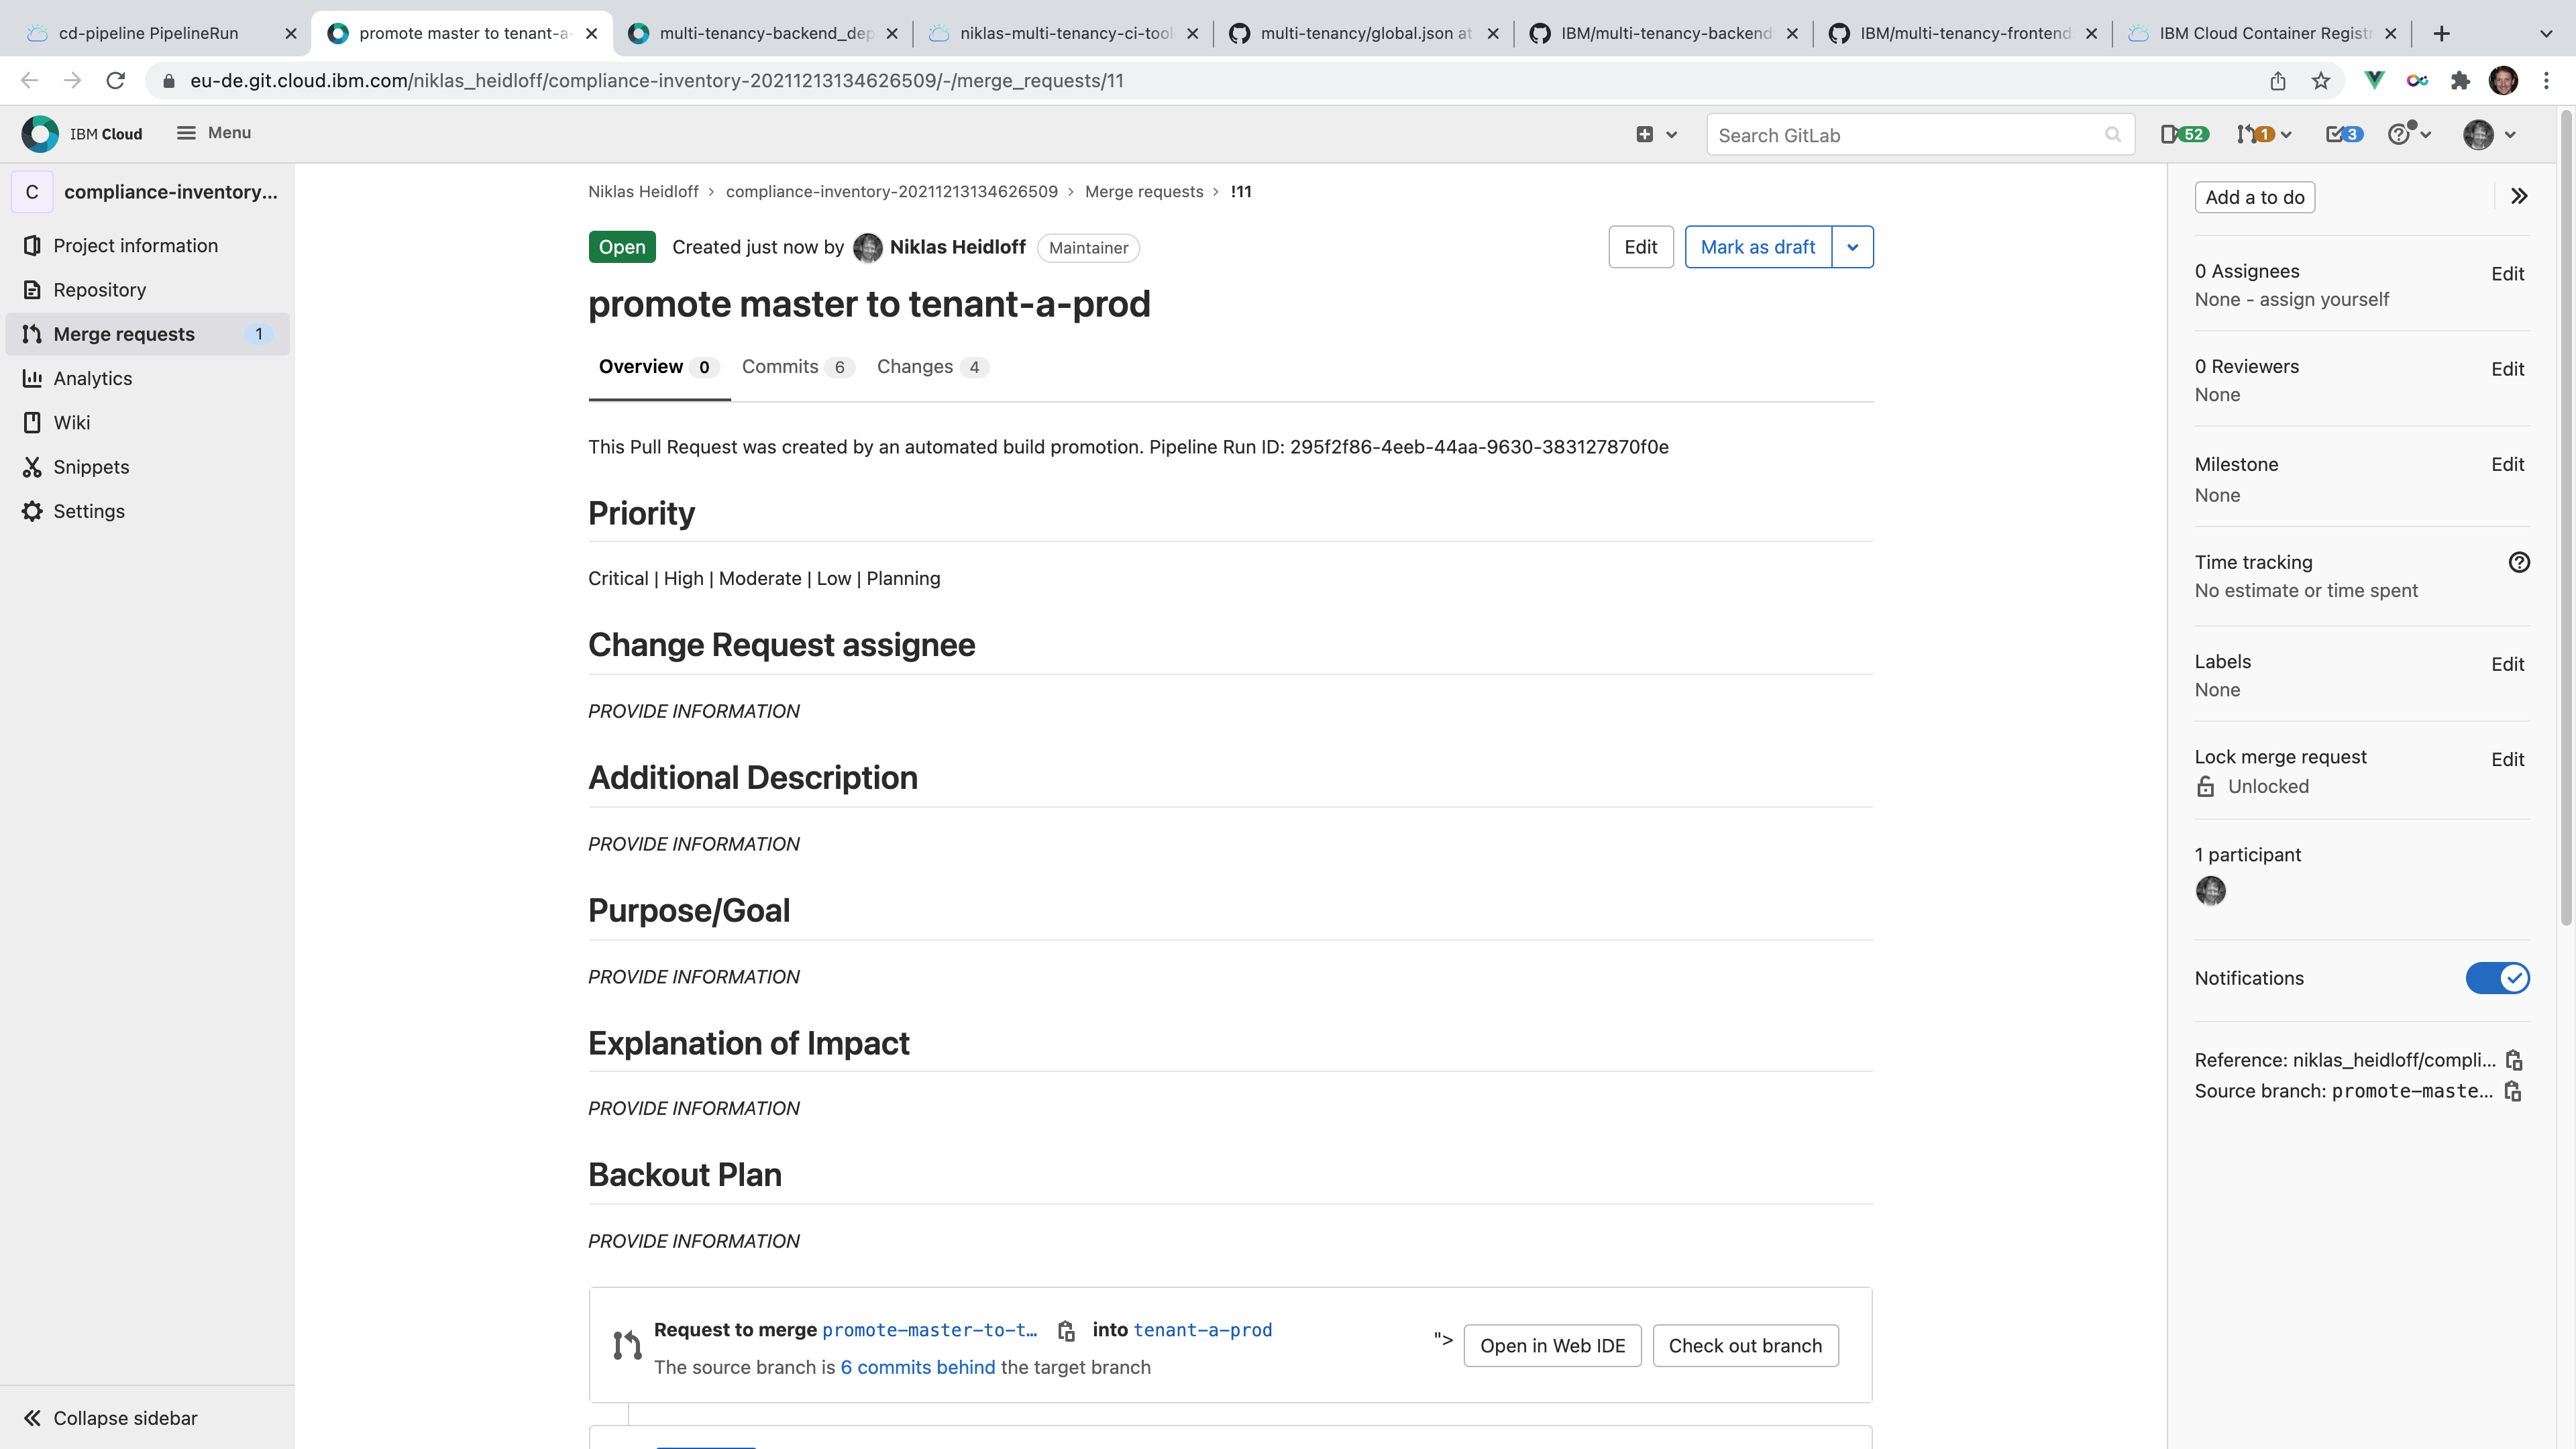 cd-pipeline PipelineRun
promote master to tenant-a-
multi-tenancy-backend_dep
niklas-multi-tenancy-ci-tool
multi-tenancy/global.json at
IBM/multi-tenancy-backend
IBM/multi-tenancy-frontend
IBM Cloud Container Registr
eu-de.git.cloud.ibm.com/niklas_heidloff/compliance-inventory-20211213134626509/-/merge_requests/11
IBM Cloud
Menu
Search GitLab
52
1
3
C
compliance-inventory...
Project information
Repository
Merge requests 1
Analytics
Wiki
Snippets
Settings
Collapse sidebar
Niklas Heidloff > compliance-inventory-20211213134626509 > Merge requests > !11
Open Created just now by Niklas Heidloff Maintainer
Edit
Mark as draft
promote master to tenant-a-prod
Overview 0 Commits 6 Changes 4
This Pull Request was created by an automated build promotion. Pipeline Run ID: 295f2f86-4eeb-44aa-9630-383127870f0e
Priority
Critical | High | Moderate | Low | Planning
Change Request assignee
PROVIDE INFORMATION
Additional Description
PROVIDE INFORMATION
Purpose/Goal
PROVIDE INFORMATION
Explanation of Impact
PROVIDE INFORMATION
Backout Plan
PROVIDE INFORMATION
Request to merge promote-master-to-t… into tenant-a-prod
The source branch is 6 commits behind the target branch
">
Open in Web IDE
Check out branch
Add a to do
0 Assignees Edit
None - assign yourself
0 Reviewers Edit
None
Milestone Edit
None
Time tracking
No estimate or time spent
Labels Edit
None
Lock merge request Edit
Unlocked
1 participant
Notifications
Reference: niklas_heidloff/compli...
Source branch: promote-maste...